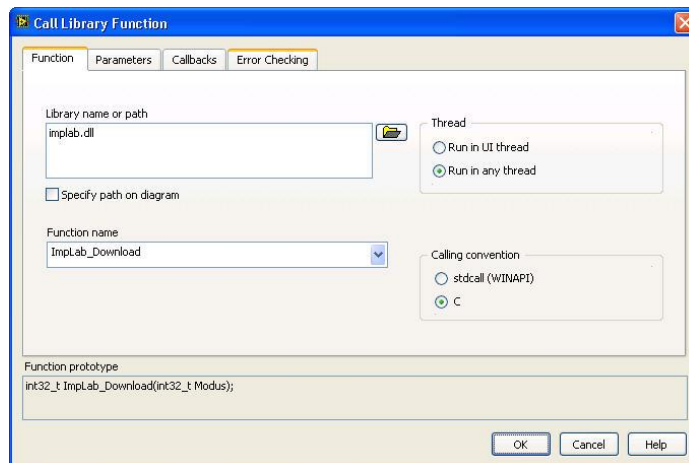 Call Library Function
Function Parameters Callbacks Error Checking
Library name or path
implab.dll
Specify path on diagram
Function name
ImpLab_Download
Thread
Run in UI thread
Run in any thread
Calling convention
stdcall (WINAPI)
C
Function prototype
int32_t ImpLab_Download(int32_t Modus);
OK Cancel Help